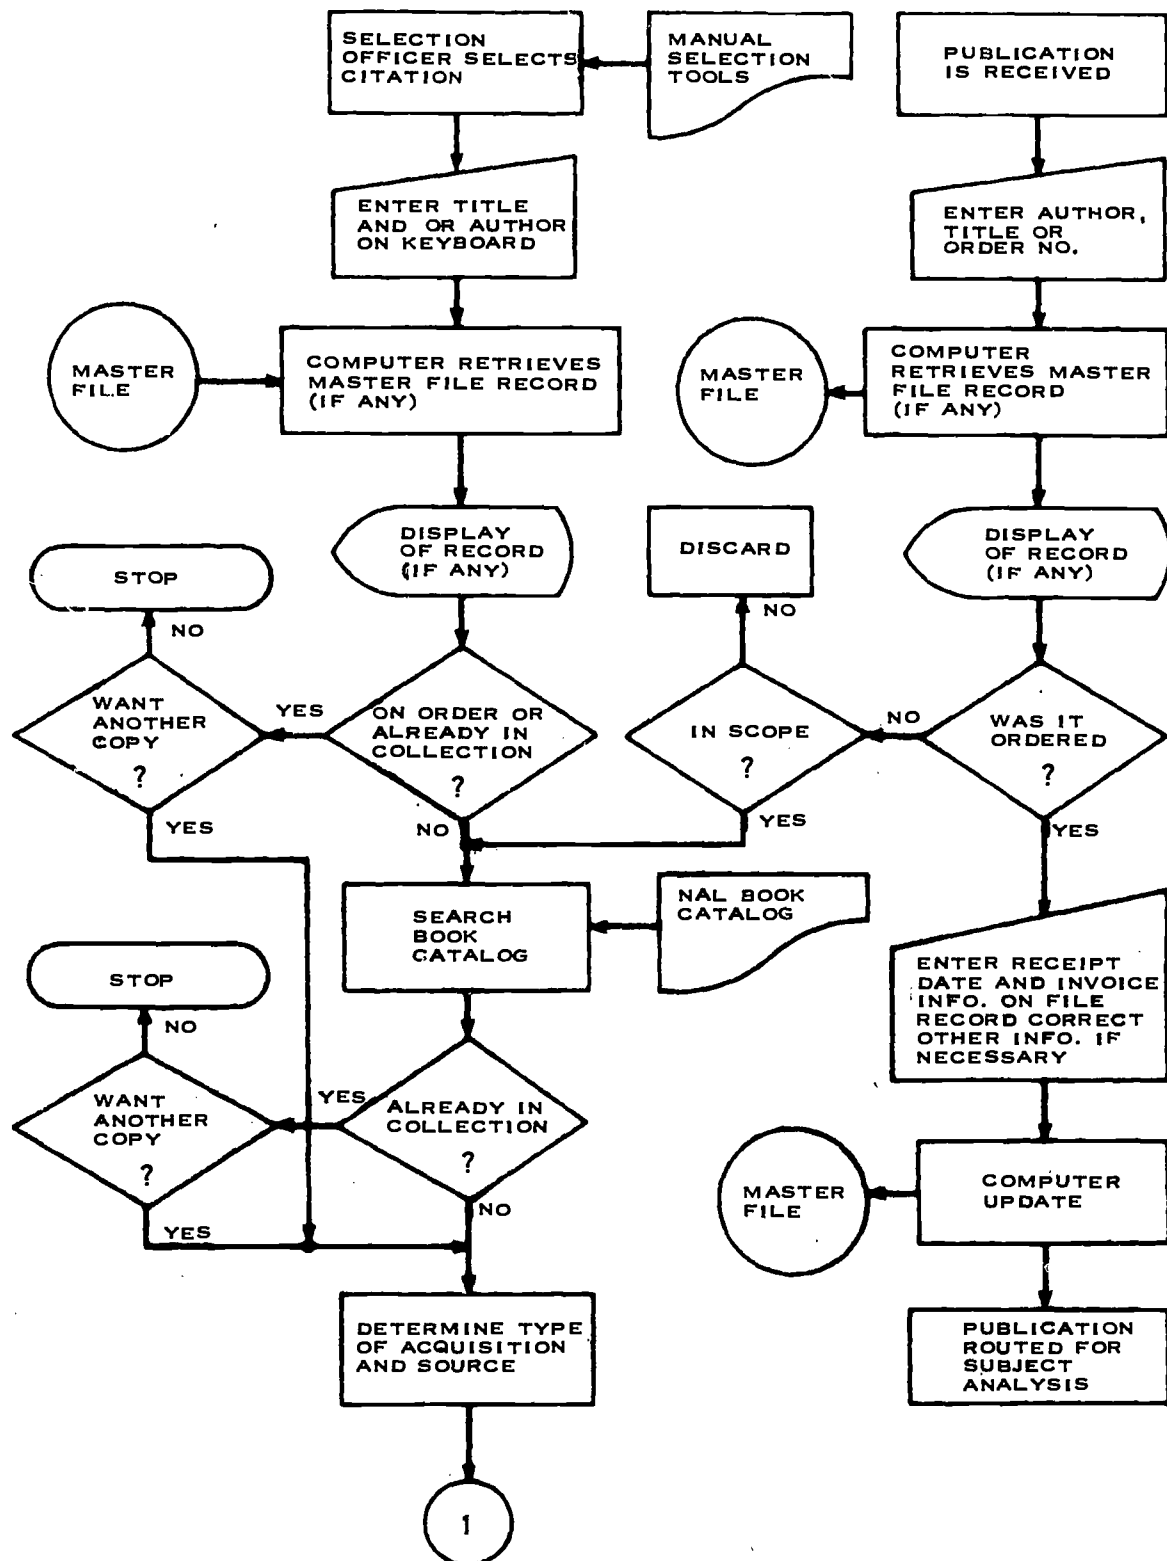 SELECTION
OFFICER SELECTS
CITATION
MANUAL
SELECTION
TOOLS
PUBLICATION
IS RECEIVED
ENTER TITLE
AND OR AUTHOR
ON KEYBOARD
ENTER AUTHOR,
TITLE OR
ORDER NO.
MASTER
FILE
COMPUTER RETRIEVES
MASTER FILE RECORD
(IF ANY)
MASTER
FILE
COMPUTER
RETRIEVES MASTER
FILE RECORD
(IF ANY)
STOP
DISPLAY
OF RECORD
(IF ANY)
DISCARD
DISPLAY
OF RECORD
(IF ANY)
NO
NO
WANT
ANOTHER
COPY
?
YES
ON ORDER OR
ALREADY IN
COLLECTION
?
IN SCOPE
?
NO
WAS IT
ORDERED
?
YES
NO
YES
YES
SEARCH
BOOK
CATALOG
NAL BOOK
CATALOG
ENTER RECEIPT
DATE AND INVOICE
INFO. ON FILE
RECORD CORRECT
OTHER INFO. IF
NECESSARY
STOP
NO
WANT
ANOTHER
COPY
?
YES
ALREADY IN
COLLECTION
?
YES
NO
MASTER
FILE
COMPUTER
UPDATE
DETERMINE TYPE
OF ACQUISITION
AND SOURCE
PUBLICATION
ROUTED FOR
SUBJECT
ANALYSIS
1